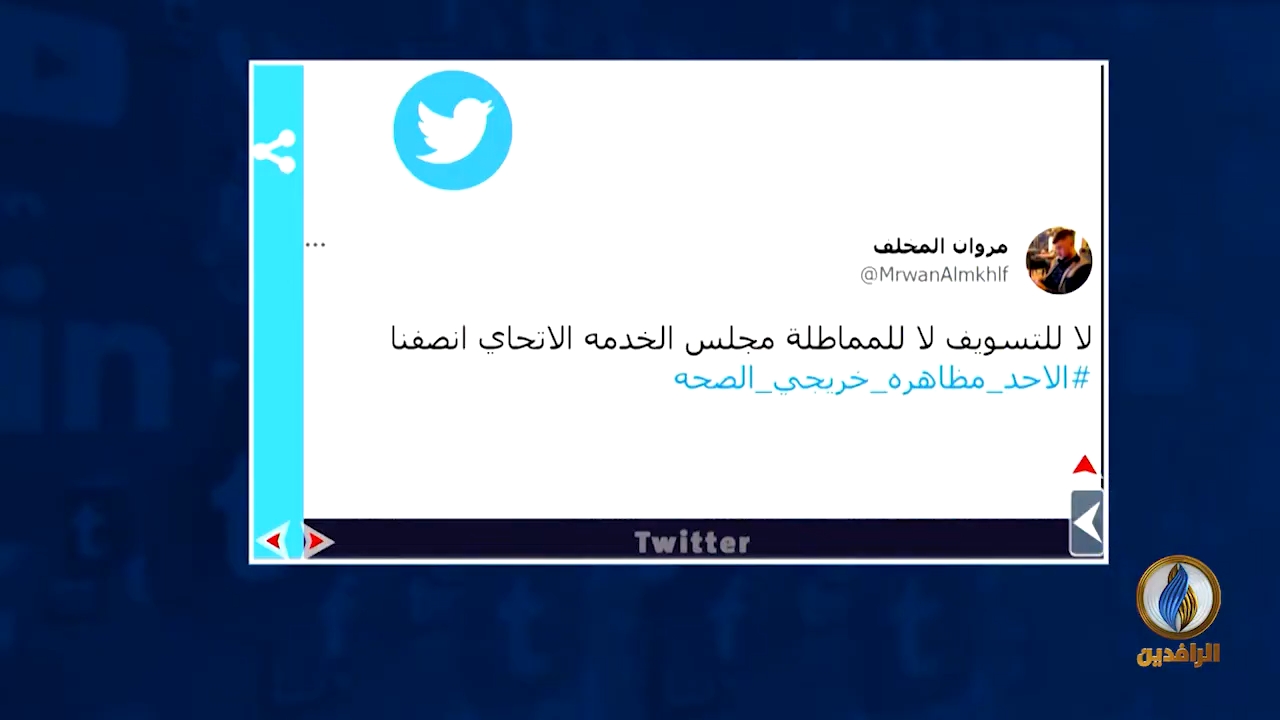 مروان المخلف
@MrwanAlmkhlf
لا للتسويف لا للمماطلة مجلس الخدمه الاتحاي انصفنا
#الاحد_مظاهره_خريجي_الصحه
Twitter
الرافدين